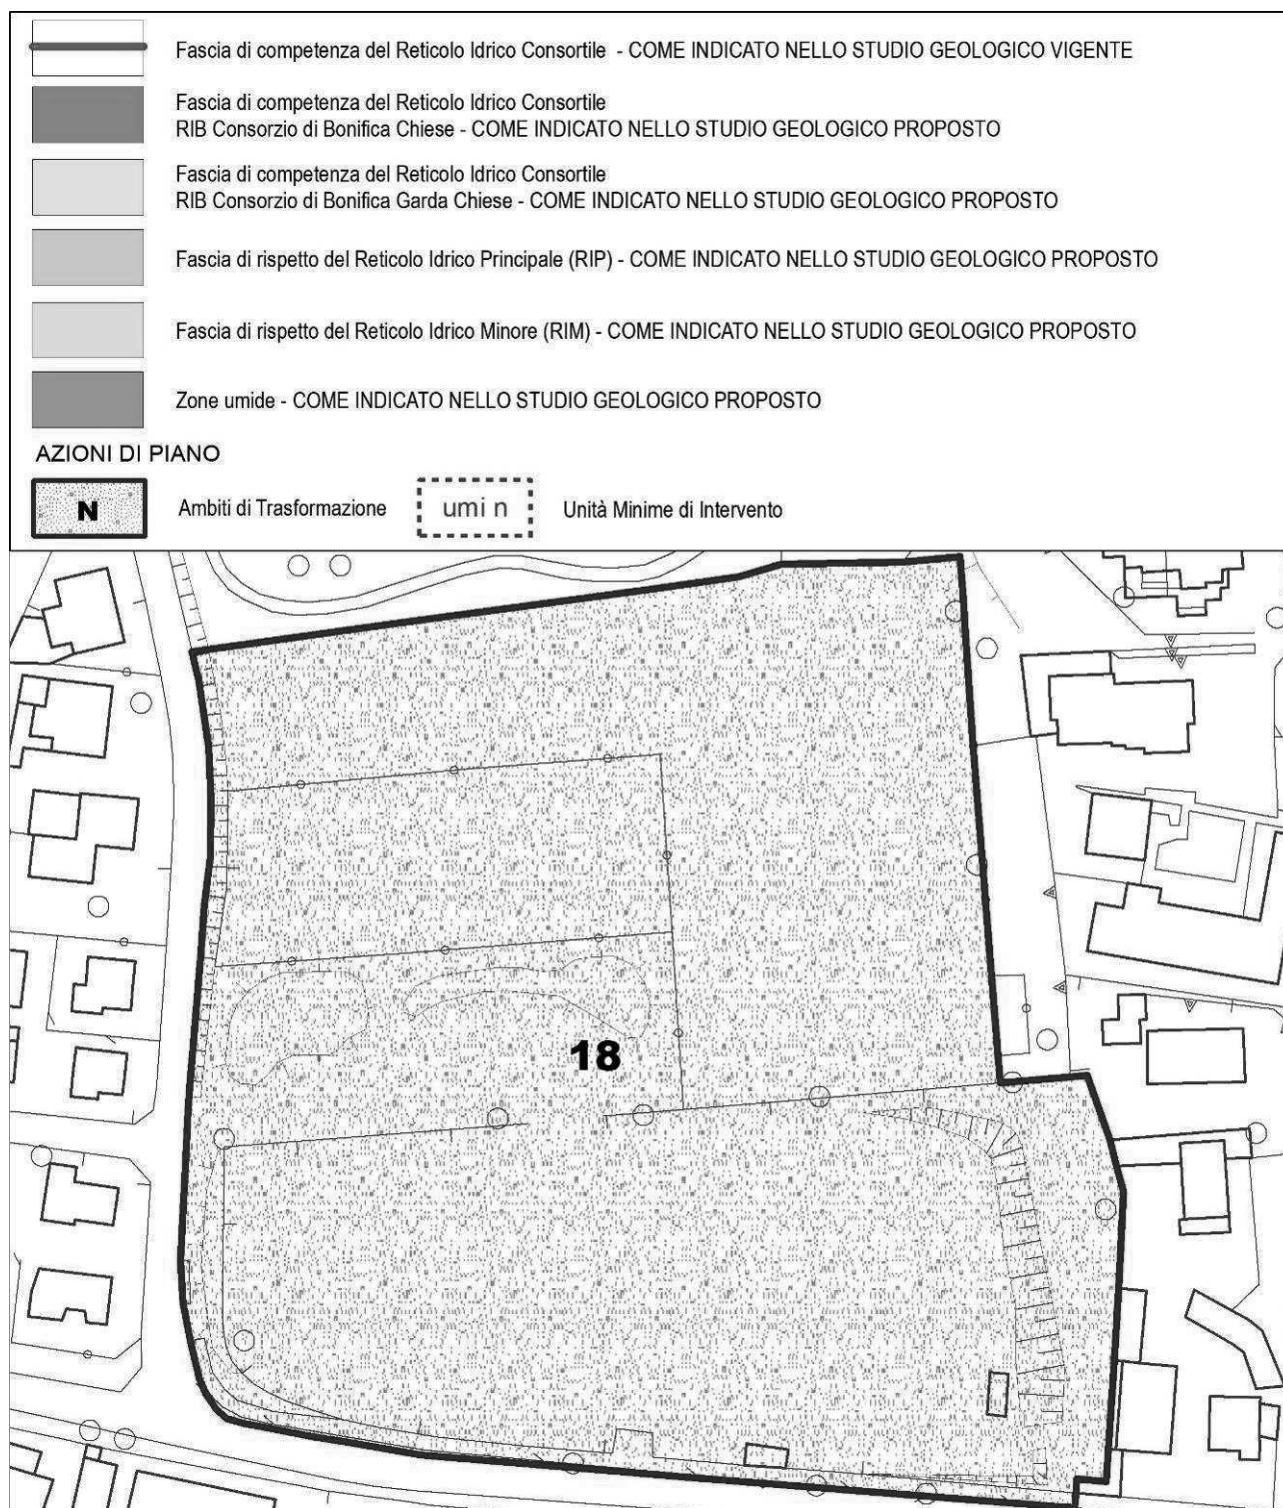 Fascia di competenza del Reticolo Idrico Consortile - COME INDICATO NELLO STUDIO GEOLOGICO VIGENTE
Fascia di competenza del Reticolo Idrico Consortile
RIB Consorzio di Bonifica Chiese - COME INDICATO NELLO STUDIO GEOLOGICO PROPOSTO
Fascia di competenza del Reticolo Idrico Consortile
RIB Consorzio di Bonifica Garda Chiese - COME INDICATO NELLO STUDIO GEOLOGICO PROPOSTO
Fascia di rispetto del Reticolo Idrico Principale (RIP) - COME INDICATO NELLO STUDIO GEOLOGICO PROPOSTO
Fascia di rispetto del Reticolo Idrico Minore (RIM) - COME INDICATO NELLO STUDIO GEOLOGICO PROPOSTO
Zone umide - COME INDICATO NELLO STUDIO GEOLOGICO PROPOSTO
AZIONI DI PIANO
N Ambiti di Trasformazione umi n Unità Minime di Intervento
18